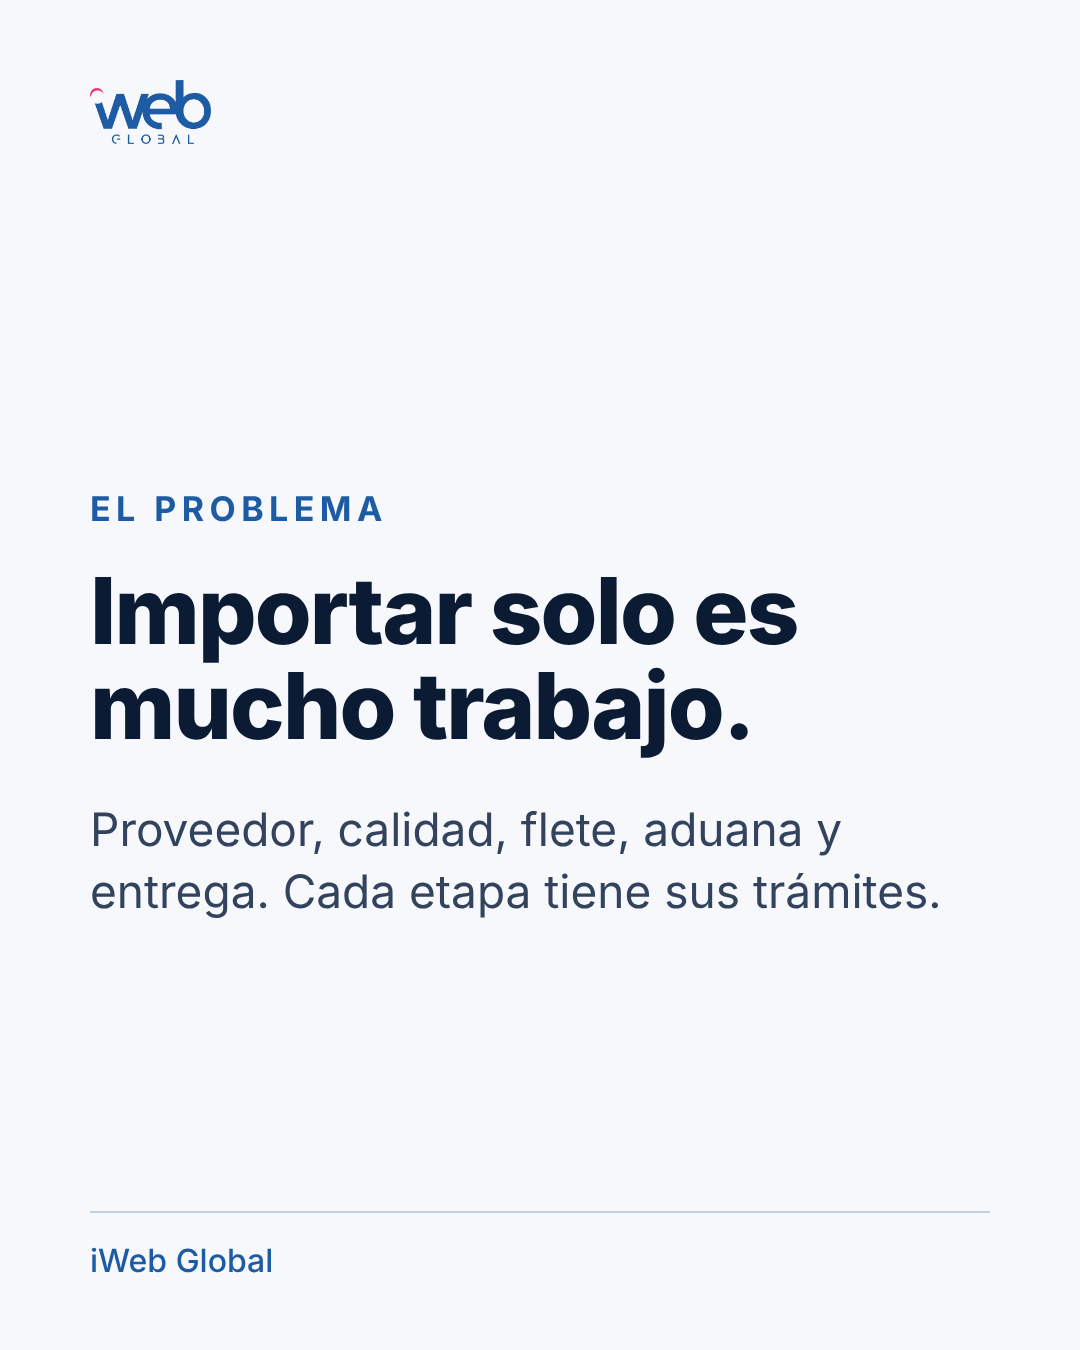 iweb
GLOBAL
EL PROBLEMA
Importar solo es
mucho trabajo.
Proveedor, calidad, flete, aduana y
entrega. Cada etapa tiene sus trámites.
iWeb Global